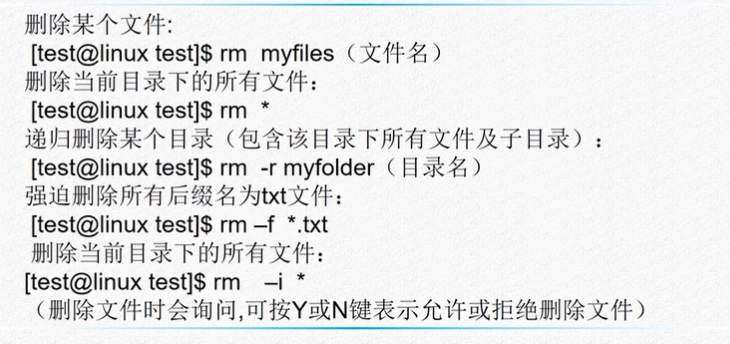 删除某个文件:
[test@linux test]$ rm  myfiles（文件名）
删除当前目录下的所有文件：
[test@linux test]$ rm  *
递归删除某个目录（包含该目录下所有文件及子目录）：
[test@linux test]$ rm  -r myfolder（目录名）
强迫删除所有后缀名为txt文件：
[test@linux test]$ rm –f  *.txt
删除当前目录下的所有文件：
[test@linux test]$ rm   –i  *
（删除文件时会询问,可按Y或N键表示允许或拒绝删除文件）